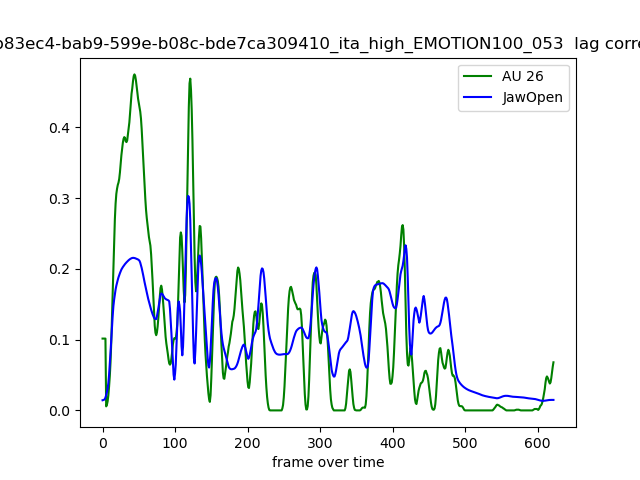 b83ec4-bab9-599e-b08c-bde7ca309410_ita_high_EMOTION100_053 lag corre
AU 26
JawOpen
0.4
0.3
0.2
0.1
0.0
0 100 200 300 400 500 600
frame over time